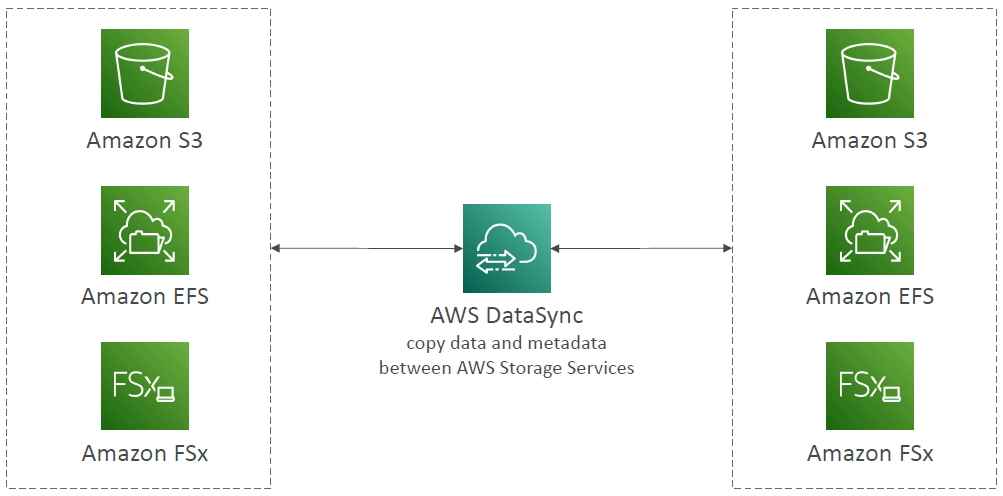 Amazon S3
Amazon EFS
FSx
Amazon FSx
AWS DataSync
copy data and metadata
between AWS Storage Services
Amazon S3
Amazon EFS
FSx
Amazon FSx